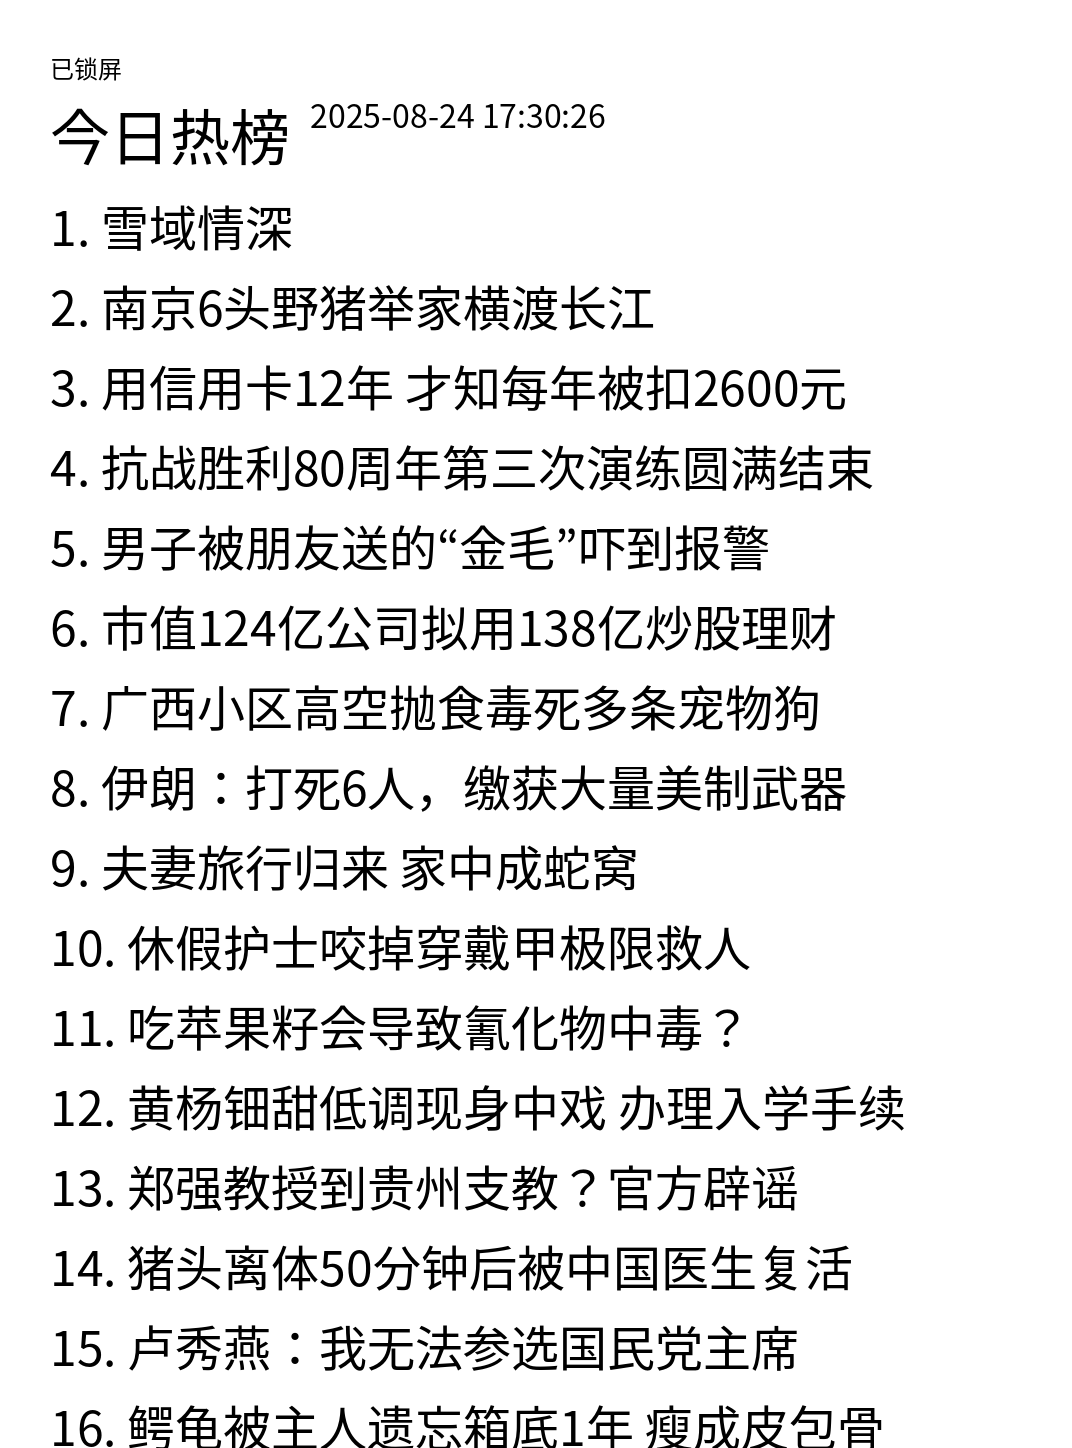 已锁屏
今日热榜 2025-08-24 17:30:26
1. 雪域情深
2. 南京6头野猪举家横渡长江
3. 用信用卡12年 才知每年被扣2600元
4. 抗战胜利80周年第三次演练圆满结束
5. 男子被朋友送的“金毛”吓到报警
6. 市值124亿公司拟用138亿炒股理财
7. 广西小区高空抛食毒死多条宠物狗
8. 伊朗：打死6人，缴获大量美制武器
9. 夫妻旅行归来 家中成蛇窝
10. 休假护士咬掉穿戴甲极限救人
11. 吃苹果籽会导致氰化物中毒？
12. 黄杨钿甜低调现身中戏 办理入学手续
13. 郑强教授到贵州支教？官方辟谣
14. 猪头离体50分钟后被中国医生复活
15. 卢秀燕：我无法参选国民党主席
16. 鳄龟被主人遗忘箱底1年 瘦成皮包骨